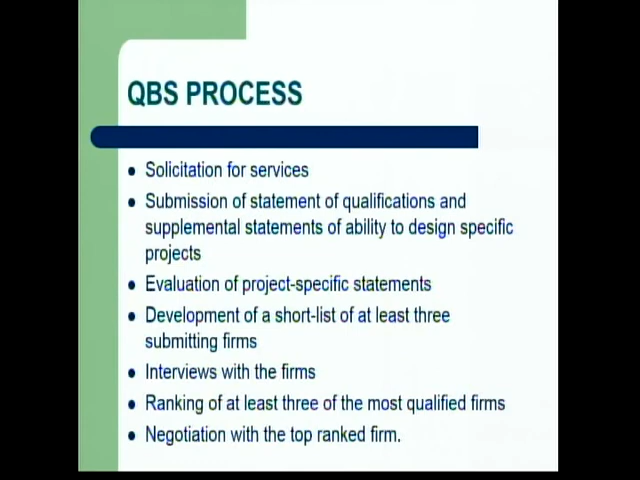 QBS PROCESS
• Solicitation for services
• Submission of statement of qualifications and
supplemental statements of ability to design specific
projects
• Evaluation of project-specific statements
• Development of a short-list of at least three
submitting firms
• Interviews with the firms
• Ranking of at least three of the most qualified firms
• Negotiation with the top ranked firm.